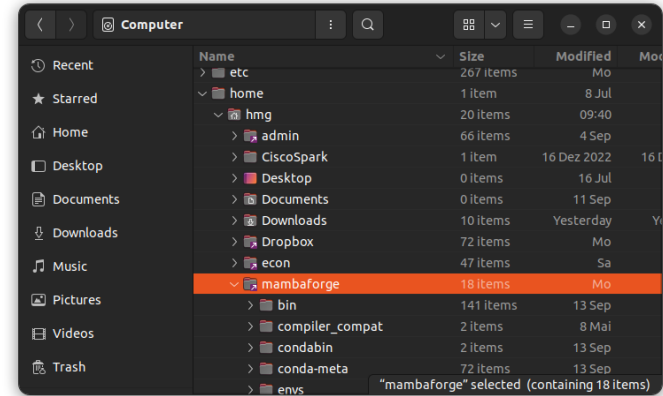 Computer
Recent
Starred
Home
Desktop
Documents
Downloads
Music
Pictures
Videos
Trash
Name Size Modified
etc 267 items Mo
home 1 item 8 Jul
hmg 20 items 09:40
admin 66 items 4 Sep
CiscoSpark 1 item 16 Dez 2022
Desktop 0 items 16 Jul
Documents 0 items 11 Sep
Downloads 10 items Yesterday
Dropbox 72 items Mo
econ 47 items Sa
mambaforge 18 items Mo
bin 141 items 13 Sep
compiler_compat 2 items 8 Mai
condabin 2 items 13 Sep
conda-meta 72 items 13 Sep
envs
“mambaforge” selected (containing 18 items)